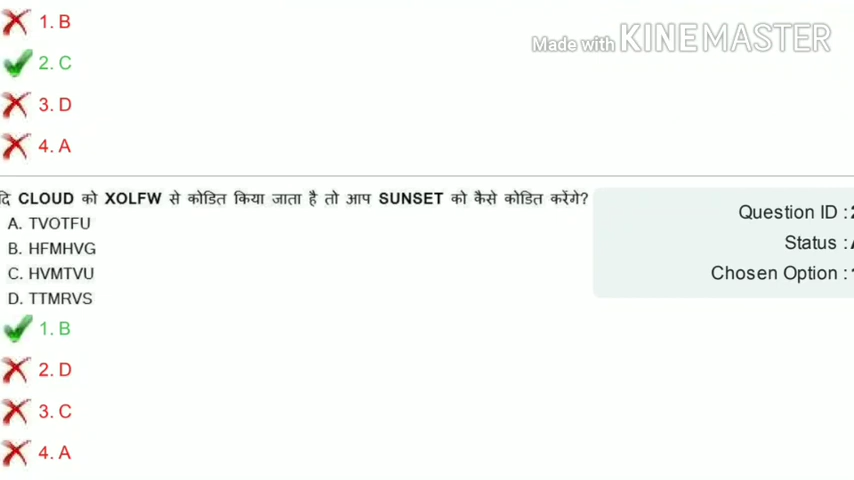 1. B
Made with KINEMASTER
2. C
3. D
4. A
दि CLOUD को XOLFW से कोडित किया जाता है तो आप SUNSET को कैसे कोडित करेंगे?
A. TVOTFU
B. HFMHVG
C. HVMTVU
D. TTMRVS
Question ID :
Status :
Chosen Option :
1. B
2. D
3. C
4. A